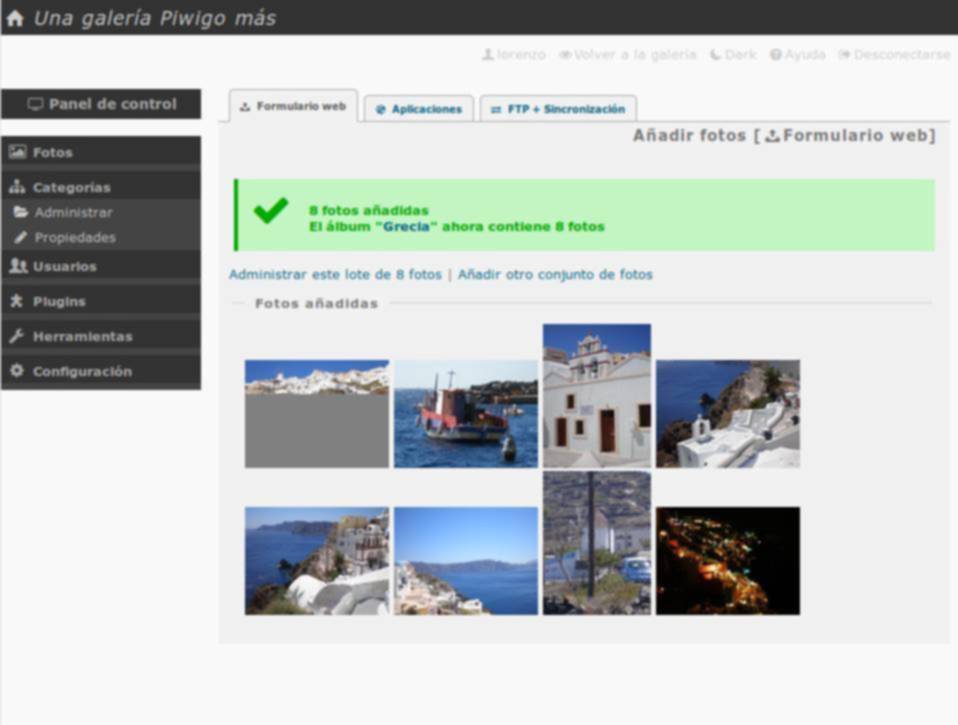 Una galería Piwigo más
lorenzo Volver a la galería Dark Ayuda Desconectarse
Panel de control
Formulario web Aplicaciones FTP + Sincronización
Añadir fotos [ Formulario web]
Fotos
Categorías
Administrar
Propiedades
Usuarios
Plugins
Herramientas
Configuración
8 fotos añadidas
El álbum "Grecia" ahora contiene 8 fotos
Administrar este lote de 8 fotos | Añadir otro conjunto de fotos
Fotos añadidas